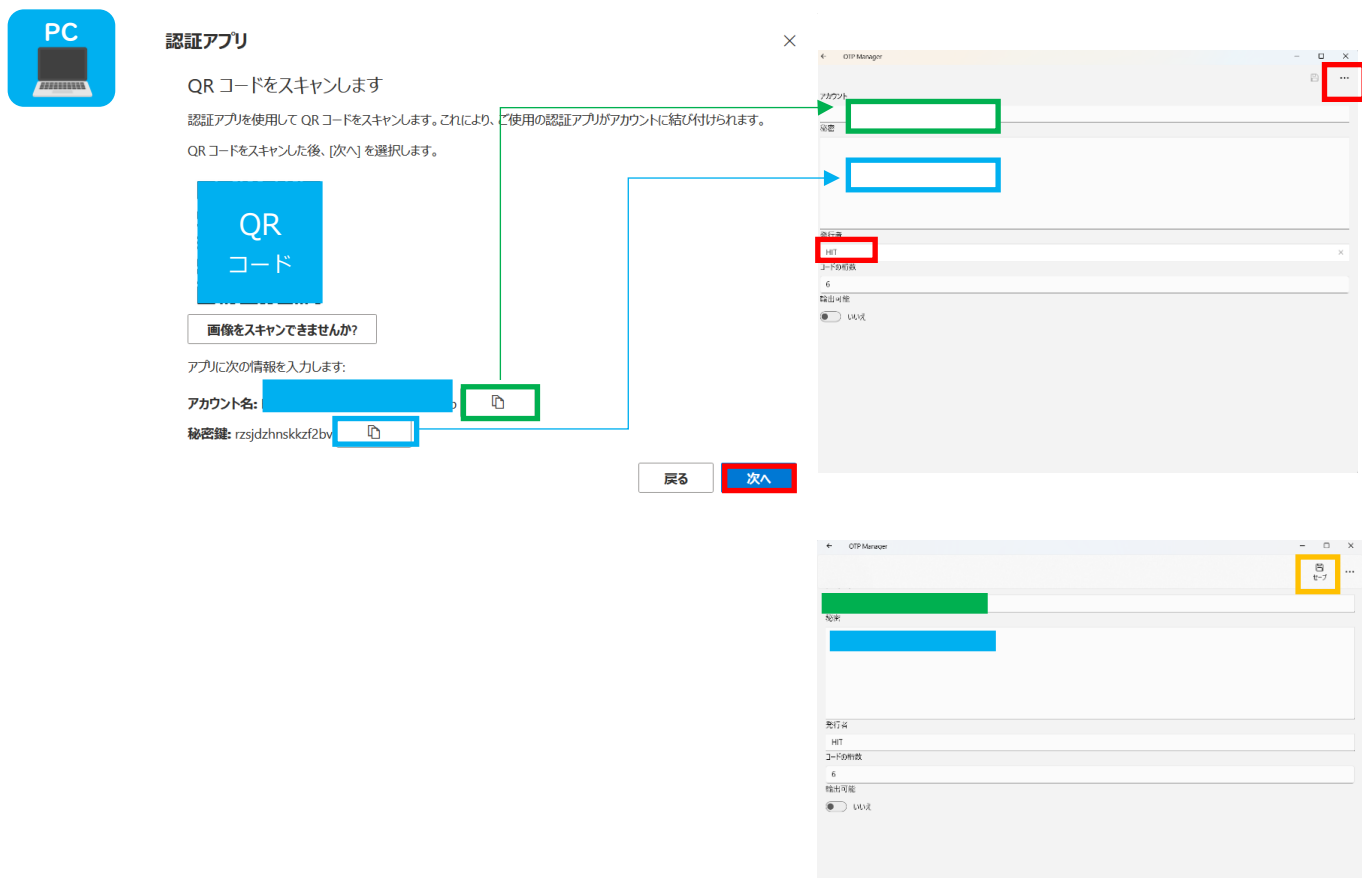 PC
認証アプリ
QR コードをスキャンします
認証アプリを使用して QR コードをスキャンします。これにより、ご使用の認証アプリがアカウントに結び付けられます。
QR コードをスキャンした後、[次へ] を選択します。
QR
コード
画像をスキャンできませんか?
アプリに次の情報を入力します:
アカウント名:
秘密鍵: rzsjdzhnskkzf2bv
戻る
次へ
OTP Manager
アカウント
秘密
発行者
HIT
コードの桁数
6
輸出可能
いいえ
OTP Manager
セーブ
秘密
発行者
HIT
コードの桁数
6
輸出可能
いいえ